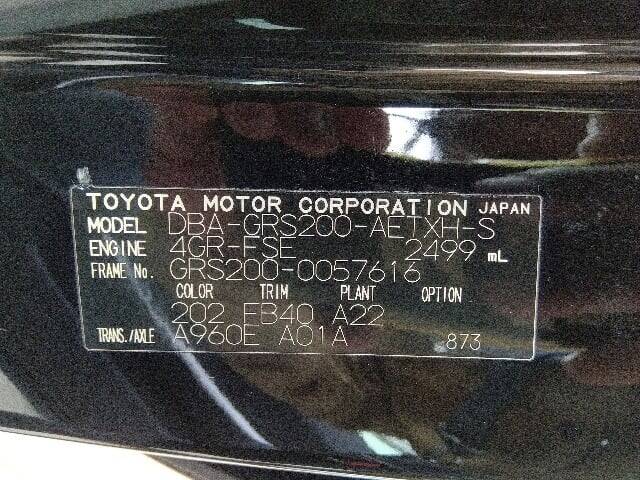 TOYOTA MOTOR CORPORATION JAPAN
MODEL DBA-GRS200-AETXH-S
ENGINE 4GR-FSE 2499 mL
FRAME No. GRS200-0057616
COLOR TRIM PLANT OPTION
202 FB40 A22
TRANS./AXLE A960E A01A 873